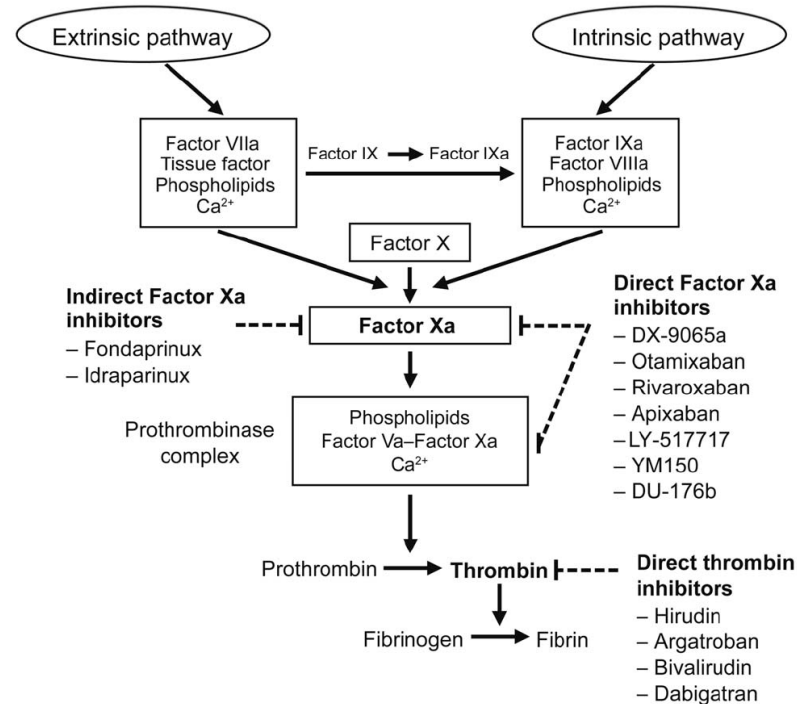 Extrinsic pathway
Intrinsic pathway
Factor VIIa
Tissue factor
Phospholipids
Ca²⁺
Factor IX
Factor IXa
Factor IXa
Factor VIIIa
Phospholipids
Ca²⁺
Factor X
Indirect Factor Xa
inhibitors
– Fondaprinux
– Idraparinux
Factor Xa
Direct Factor Xa
inhibitors
– DX-9065a
– Otamixaban
– Rivaroxaban
– Apixaban
–LY-517717
– YM150
– DU-176b
Prothrombinase
complex
Phospholipids
Factor Va–Factor Xa
Ca²⁺
Prothrombin
Thrombin
Direct thrombin
inhibitors
– Hirudin
– Argatroban
– Bivalirudin
– Dabigatran
Fibrinogen
Fibrin